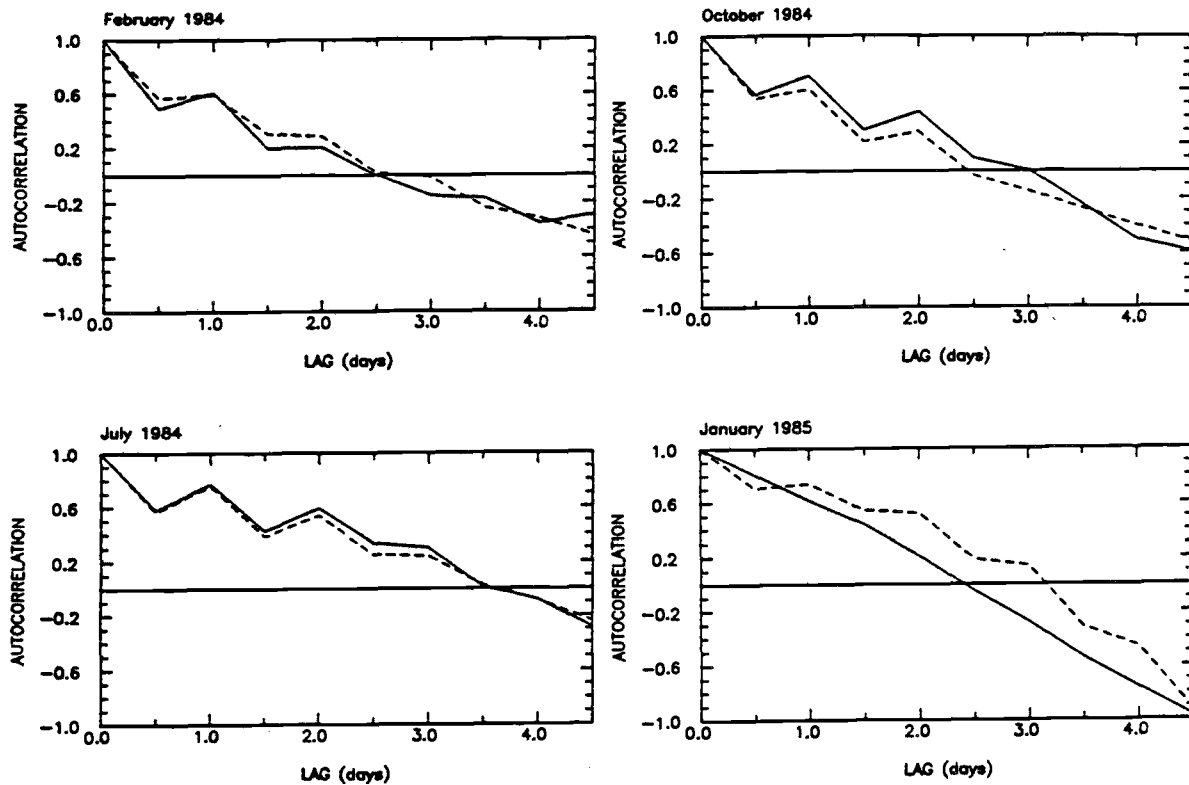 February 1984
1.0
0.6
0.2
−0.2
−0.6
−1.0
AUTOCORRELATION
0.0 1.0 2.0 3.0 4.0
LAG (days)
October 1984
1.0
0.6
0.2
−0.2
−0.6
−1.0
AUTOCORRELATION
0.0 1.0 2.0 3.0 4.0
LAG (days)
July 1984
1.0
0.6
0.2
−0.2
−0.6
−1.0
AUTOCORRELATION
0.0 1.0 2.0 3.0 4.0
LAG (days)
January 1985
1.0
0.6
0.2
−0.2
−0.6
−1.0
AUTOCORRELATION
0.0 1.0 2.0 3.0 4.0
LAG (days)